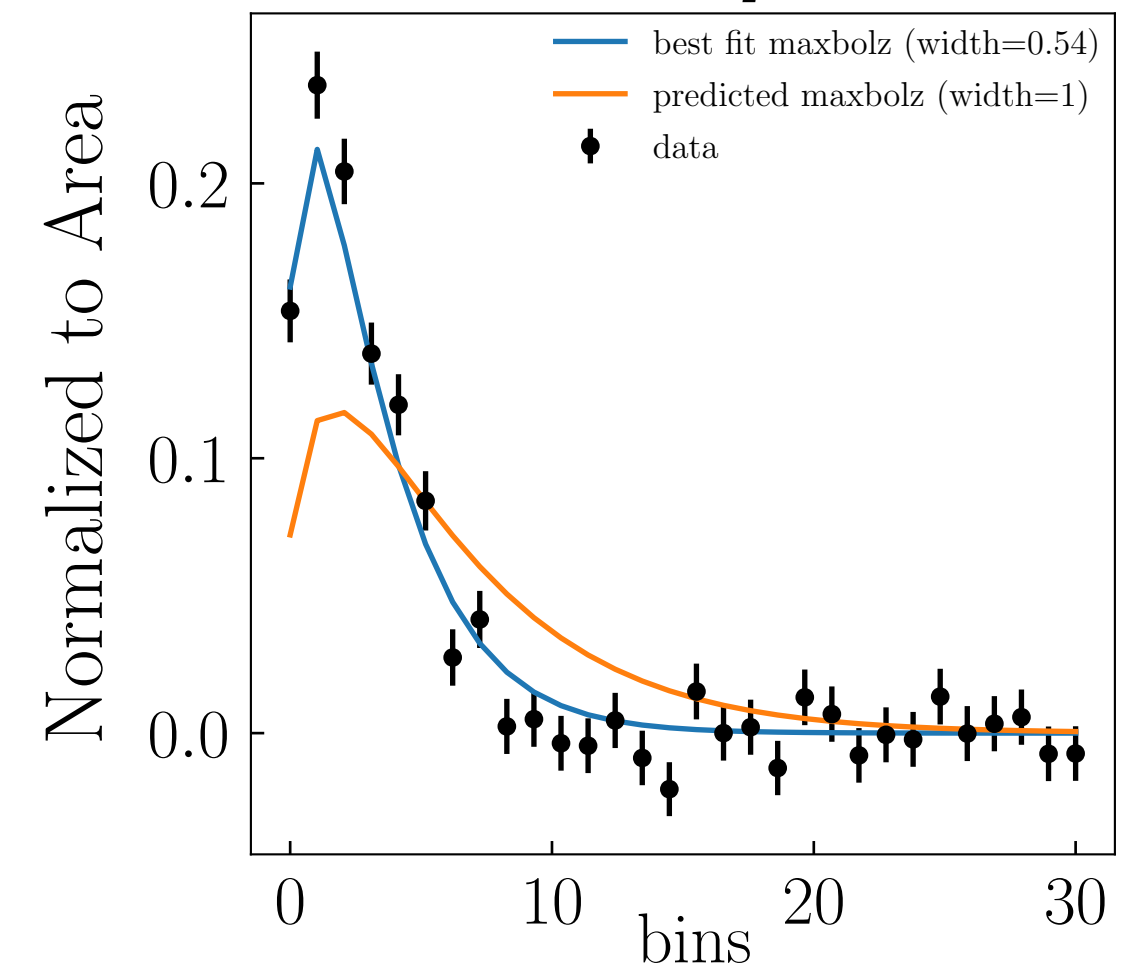 best fit maxbolz (width=0.54)
predicted maxbolz (width=1)
data
Normalized to Area
0.2
0.1
0.0
0 10 20 30
bins